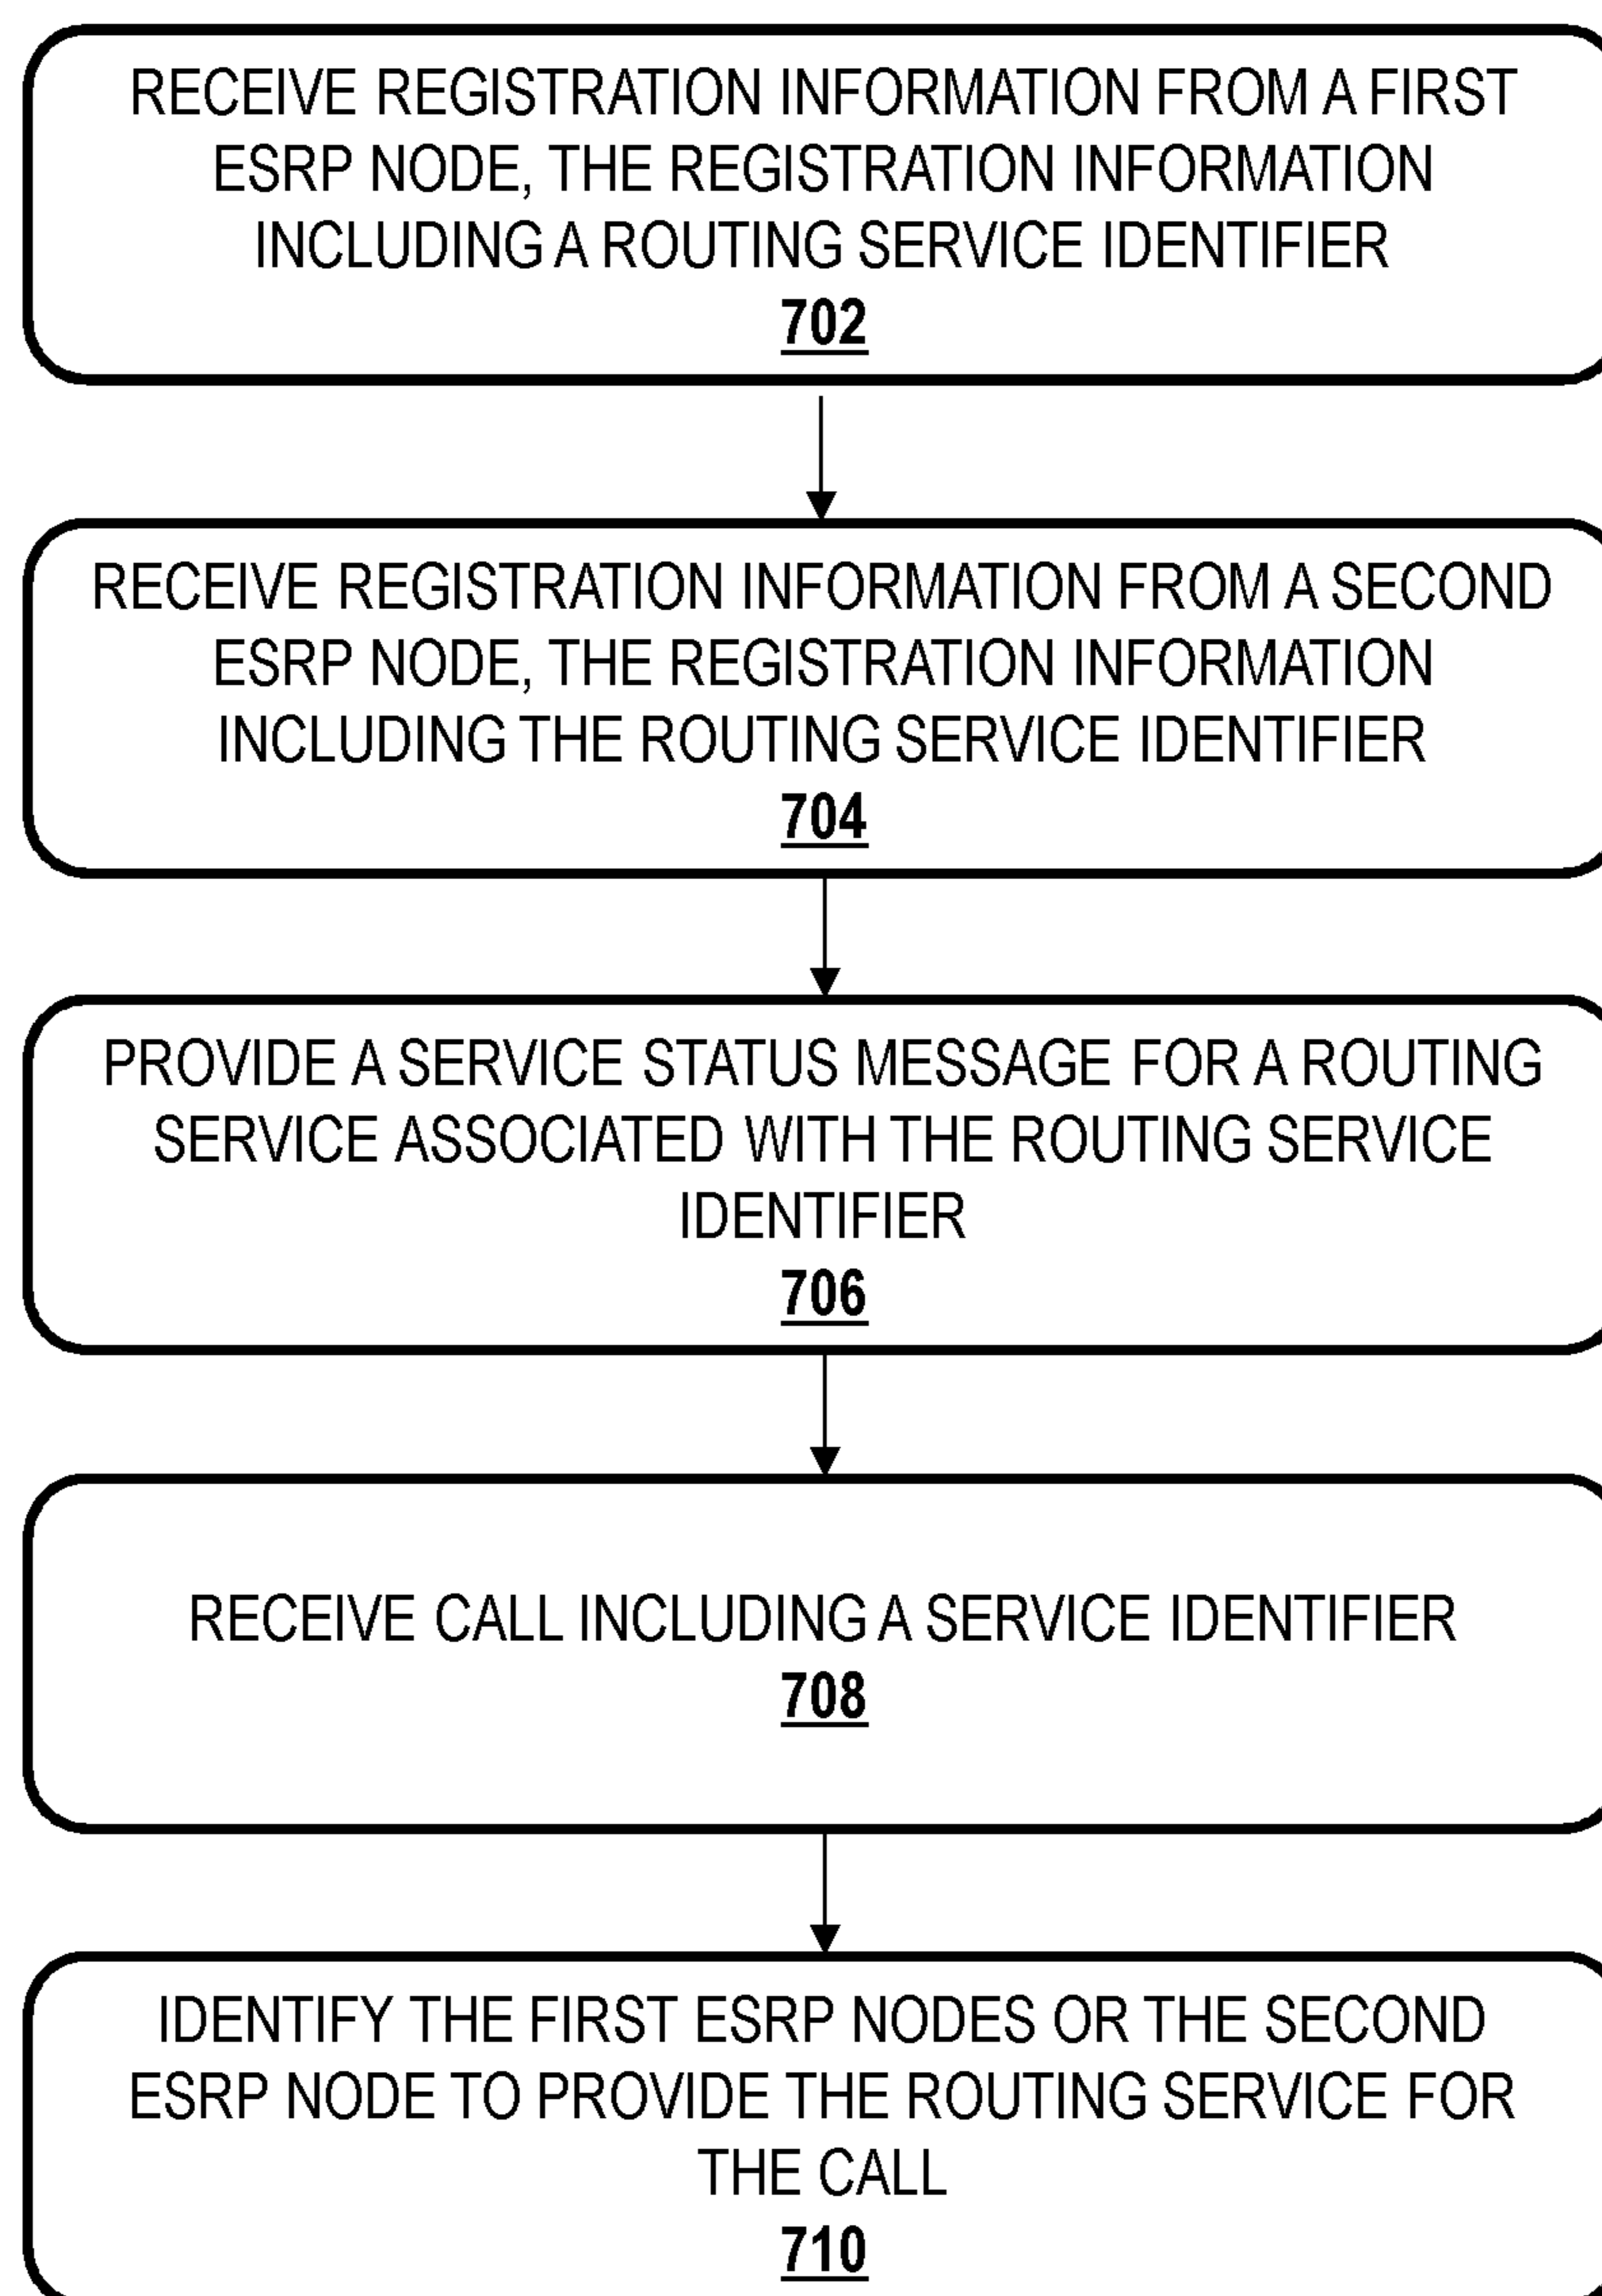 RECEIVE REGISTRATION INFORMATION FROM A FIRST
ESRP NODE, THE REGISTRATION INFORMATION
INCLUDING A ROUTING SERVICE IDENTIFIER
702
RECEIVE REGISTRATION INFORMATION FROM A SECOND
ESRP NODE, THE REGISTRATION INFORMATION
INCLUDING THE ROUTING SERVICE IDENTIFIER
704
PROVIDE A SERVICE STATUS MESSAGE FOR A ROUTING
SERVICE ASSOCIATED WITH THE ROUTING SERVICE
IDENTIFIER
706
RECEIVE CALL INCLUDING A SERVICE IDENTIFIER
708
IDENTIFY THE FIRST ESRP NODES OR THE SECOND
ESRP NODE TO PROVIDE THE ROUTING SERVICE FOR
THE CALL
710